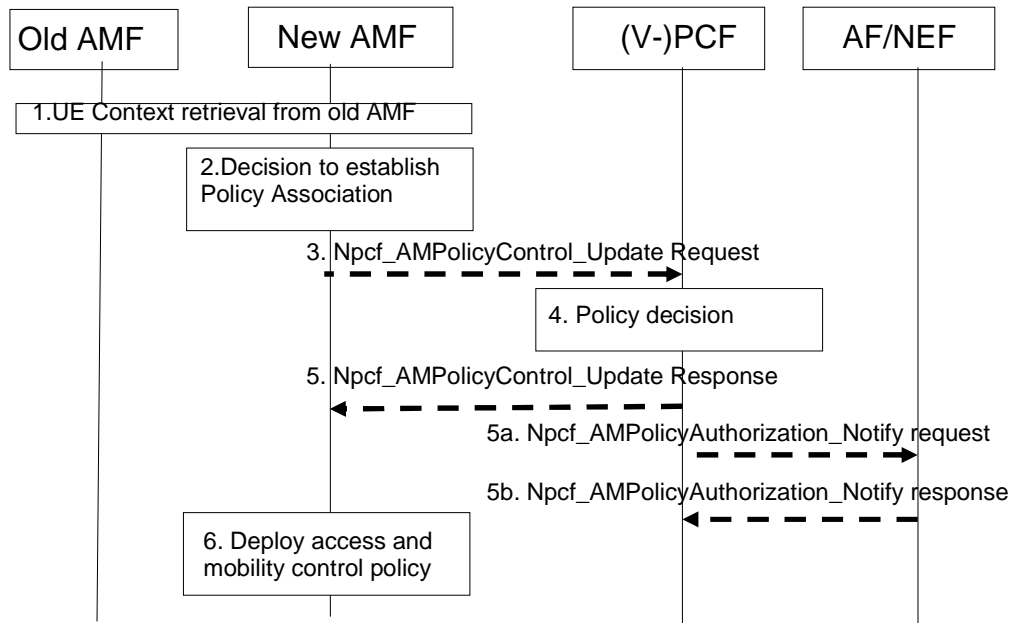 Old AMF
New AMF
(V-)PCF
AF/NEF
1.UE Context retrieval from old AMF
2.Decision to establish
Policy Association
3. Npcf_AMPolicyControl_Update Request
4. Policy decision
5. Npcf_AMPolicyControl_Update Response
5a. Npcf_AMPolicyAuthorization_Notify request
5b. Npcf_AMPolicyAuthorization_Notify response
6. Deploy access and
mobility control policy